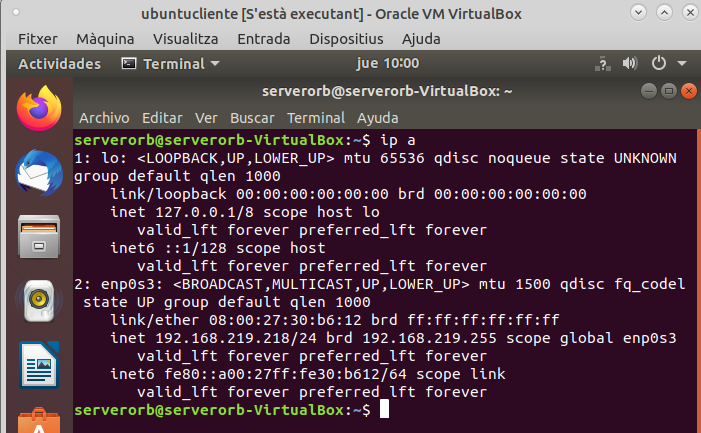 ubuntucliente [S'està executant] - Oracle VM VirtualBox
Fitxer Màquina Visualitza Entrada Dispositius Ajuda
Actividades Terminal jue 10:00
serverorb@serverorb-VirtualBox: ~
Archivo Editar Ver Buscar Terminal Ayuda
serverorb@serverorb-VirtualBox:~$ ip a
1: lo: <LOOPBACK,UP,LOWER_UP> mtu 65536 qdisc noqueue state UNKNOWN
group default qlen 1000
link/loopback 00:00:00:00:00:00 brd 00:00:00:00:00:00
inet 127.0.0.1/8 scope host lo
valid_lft forever preferred_lft forever
inet6 ::1/128 scope host
valid_lft forever preferred_lft forever
2: enp0s3: <BROADCAST,MULTICAST,UP,LOWER_UP> mtu 1500 qdisc fq_codel
state UP group default qlen 1000
link/ether 08:00:27:30:b6:12 brd ff:ff:ff:ff:ff:ff
inet 192.168.219.218/24 brd 192.168.219.255 scope global enp0s3
valid_lft forever preferred_lft forever
inet6 fe80::a00:27ff:fe30:b612/64 scope link
valid_lft forever preferred_lft forever
serverorb@serverorb-VirtualBox:~$